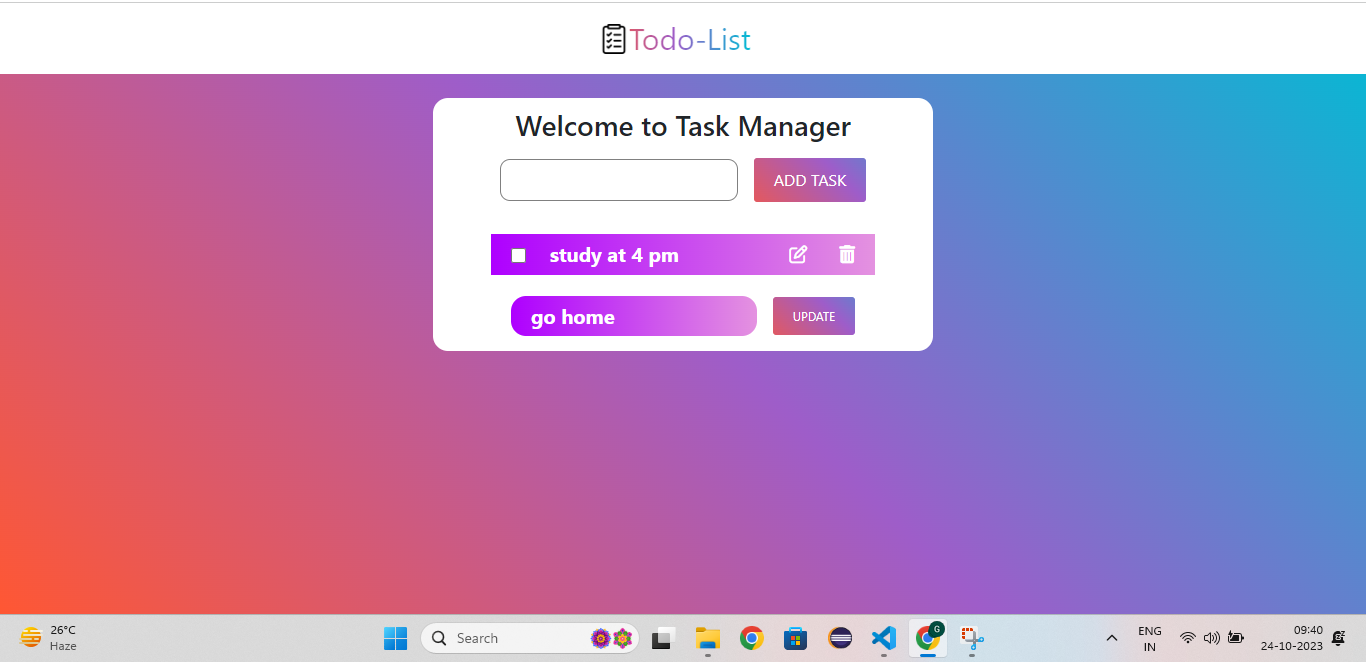 Todo-List
Welcome to Task Manager
ADD TASK
study at 4 pm
go home
UPDATE
26°C
Haze
Search
G
ENG
IN
09:40
24-10-2023